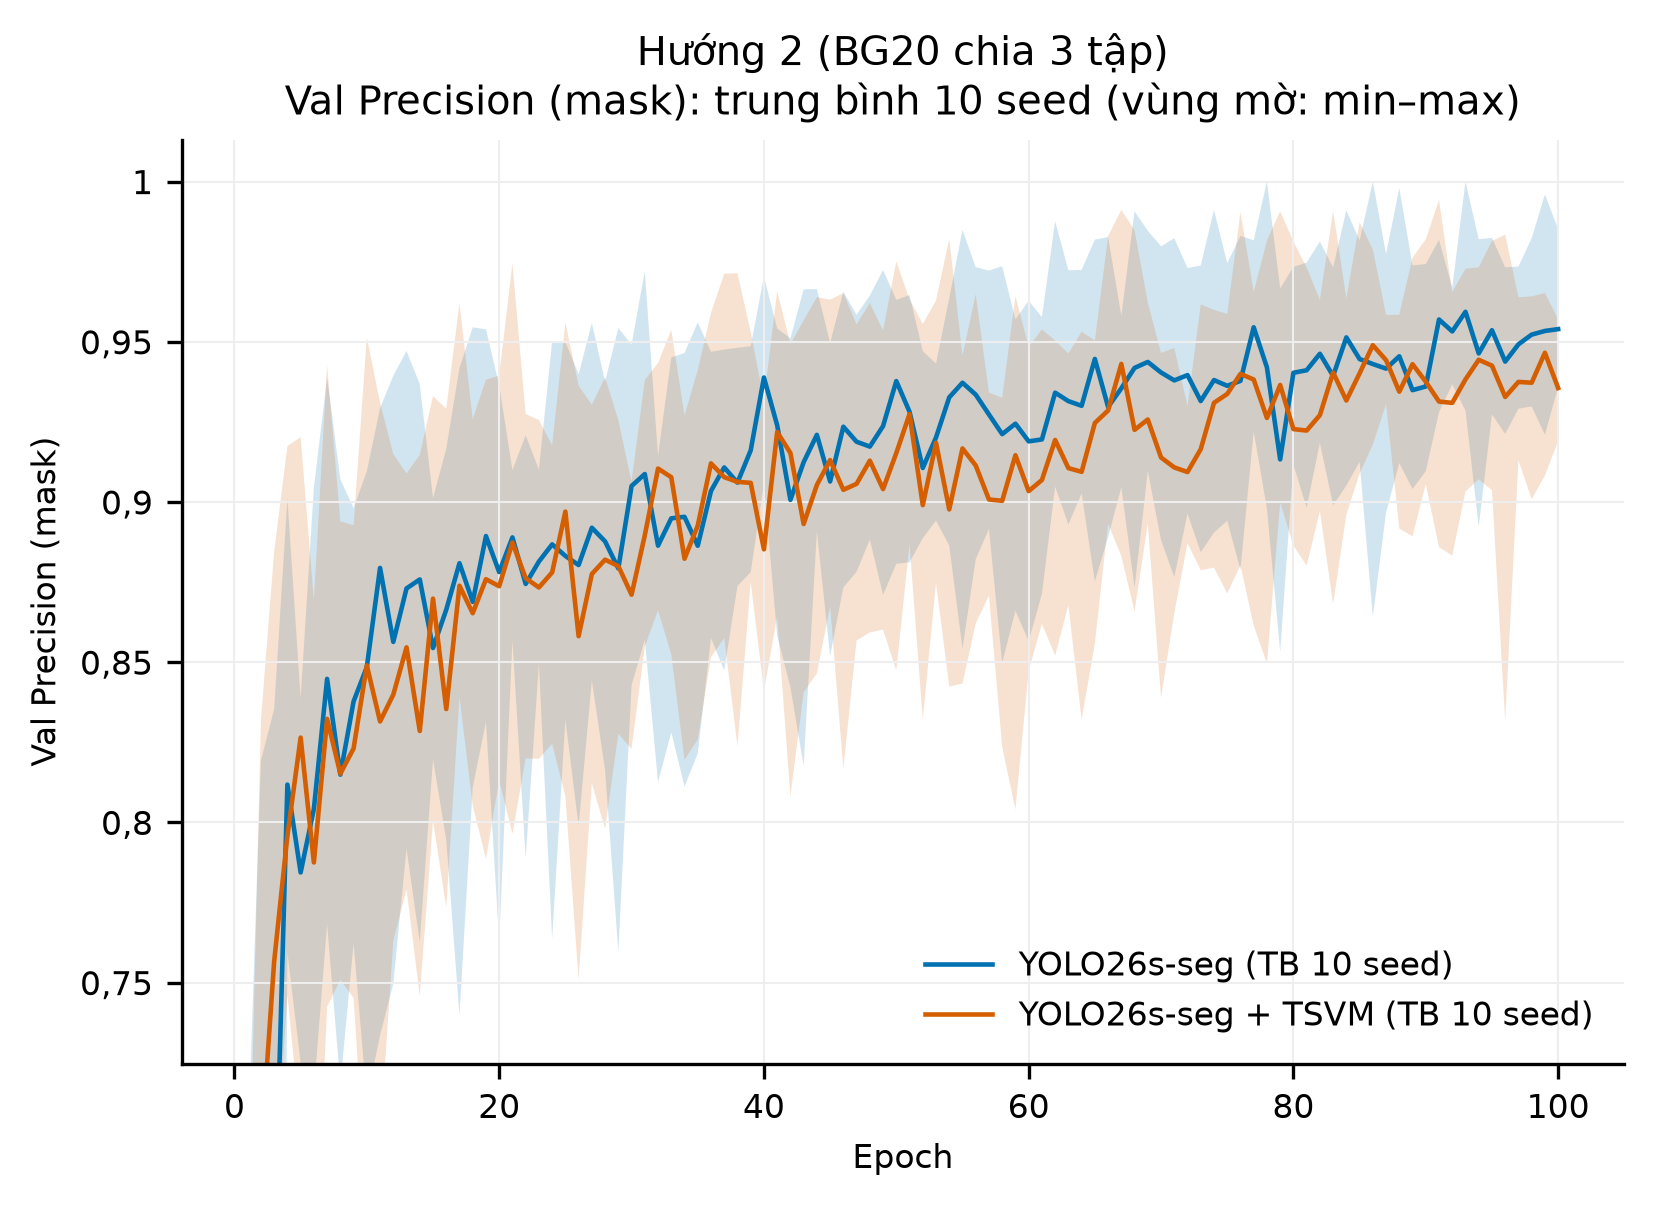 Hướng 2 (BG20 chia 3 tập)
Val Precision (mask): trung bình 10 seed (vùng mờ: min–max)
Val Precision (mask)
1
0,95
0,9
0,85
0,8
0,75
YOLO26s-seg (TB 10 seed)
YOLO26s-seg + TSVM (TB 10 seed)
0 20 40 60 80 100
Epoch